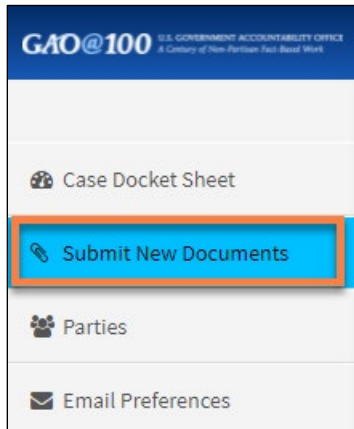 GAO@100 U.S. GOVERNMENT ACCOUNTABILITY OFFICE
A Century of Non-Partisan Fact-Based Work
Case Docket Sheet
Submit New Documents
Parties
Email Preferences